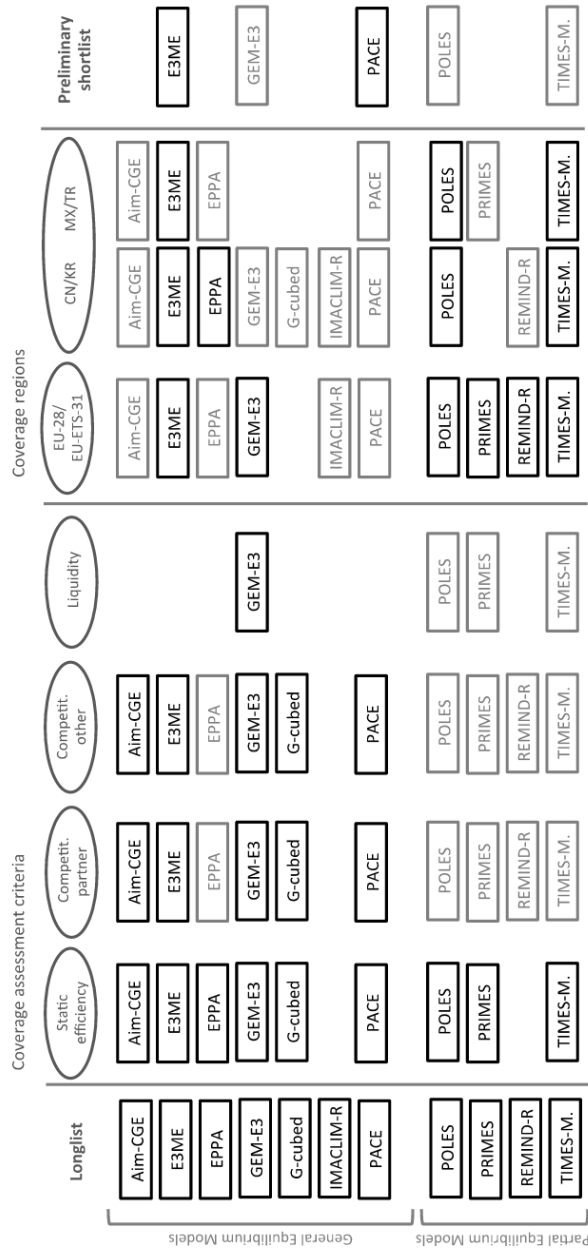 Coverage assessment criteria
Coverage regions
Longlist
Static
efficiency
Competit.
partner
Competit.
other
Liquidity
EU-28/
EU-ETS-31
CN/KR
MX/TR
Preliminary
shortlist
General Equilibrium Models
Aim-CGE
Aim-CGE
Aim-CGE
Aim-CGE
Aim-CGE
Aim-CGE
Aim-CGE
E3ME
E3ME
E3ME
E3ME
E3ME
E3ME
E3ME
E3ME
EPPA
EPPA
EPPA
EPPA
EPPA
EPPA
EPPA
GEM-E3
GEM-E3
GEM-E3
GEM-E3
GEM-E3
GEM-E3
GEM-E3
GEM-E3
G-cubed
G-cubed
G-cubed
G-cubed
G-cubed
IMACLIM-R
IMACLIM-R
IMACLIM-R
PACE
PACE
PACE
PACE
PACE
PACE
PACE
PACE
Partial Equilibrium Models
POLES
POLES
POLES
POLES
POLES
POLES
POLES
POLES
POLES
PRIMES
PRIMES
PRIMES
PRIMES
PRIMES
PRIMES
PRIMES
REMIND-R
REMIND-R
REMIND-R
REMIND-R
REMIND-R
TIMES-M.
TIMES-M.
TIMES-M.
TIMES-M.
TIMES-M.
TIMES-M.
TIMES-M.
TIMES-M.
TIMES-M.